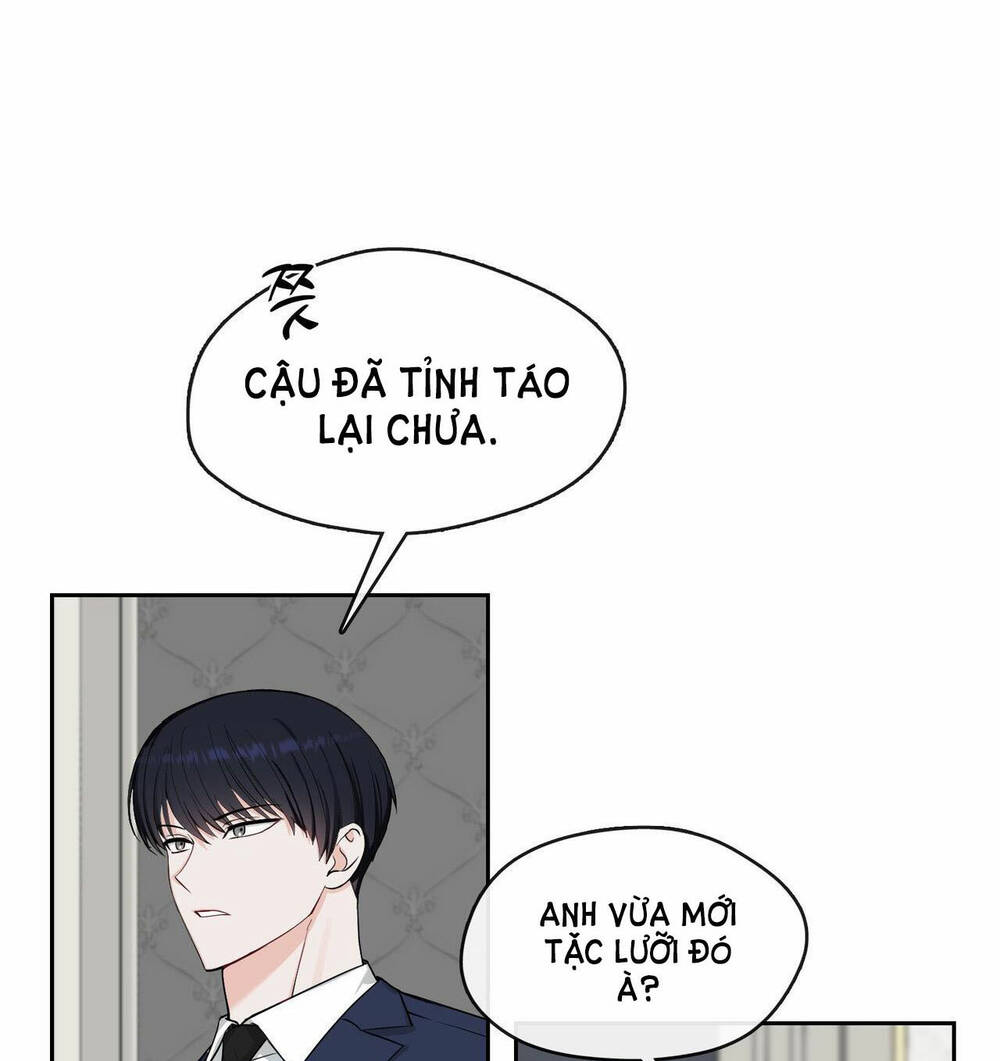 쯧
CẬU ĐÃ TỈNH TÁO
LẠI CHƯA.
ANH VỪA MỚI
TẶC LƯỠI ĐÓ
À?